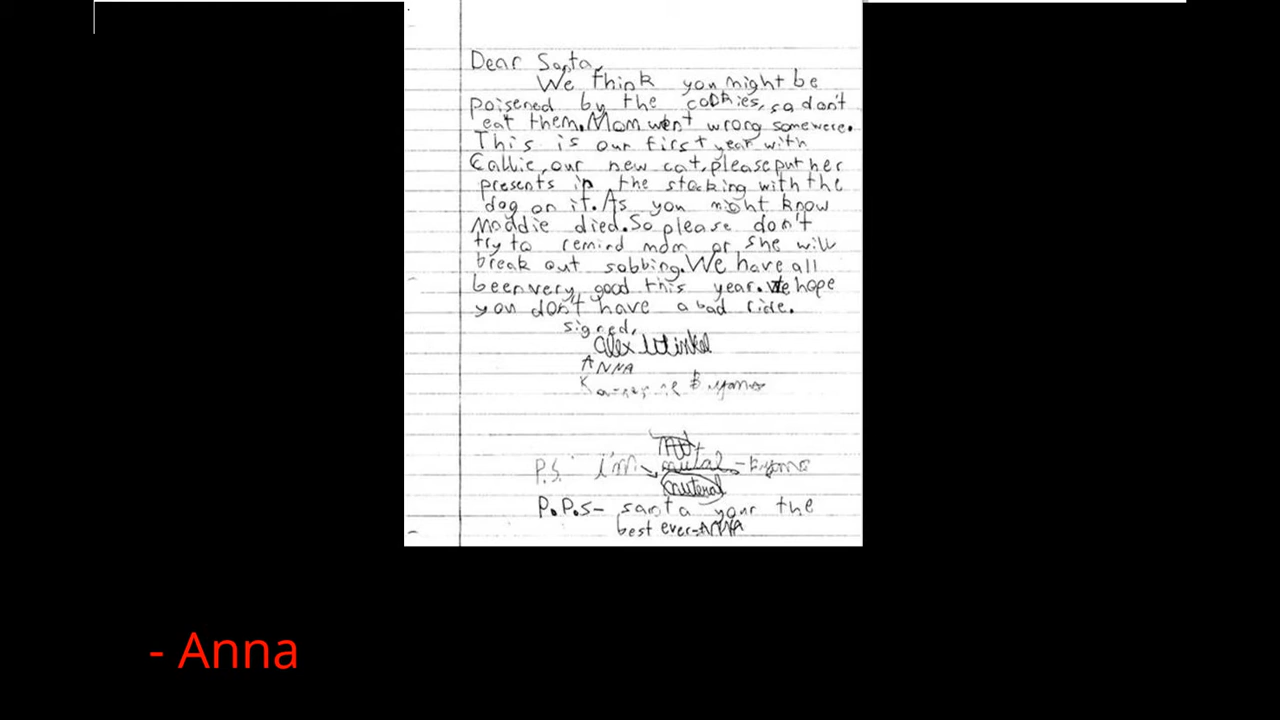 Dear Santa,
We think you might be
poisened by the cookies, so don't
eat them. Mom went wrong somewere.
This is our first year with
Callie, our new cat, please put her
presents in the stocking with the
dog on it. As you might know
Maddie died. So please don't
try to remind mom or she will
break out sobbing. We have all
been very good this year. We hope
you don't have a bad ride.
signed,
Alex
ANNA
P.S. I'm
P.P.S- santa your the
best ever-ANNA
- Anna